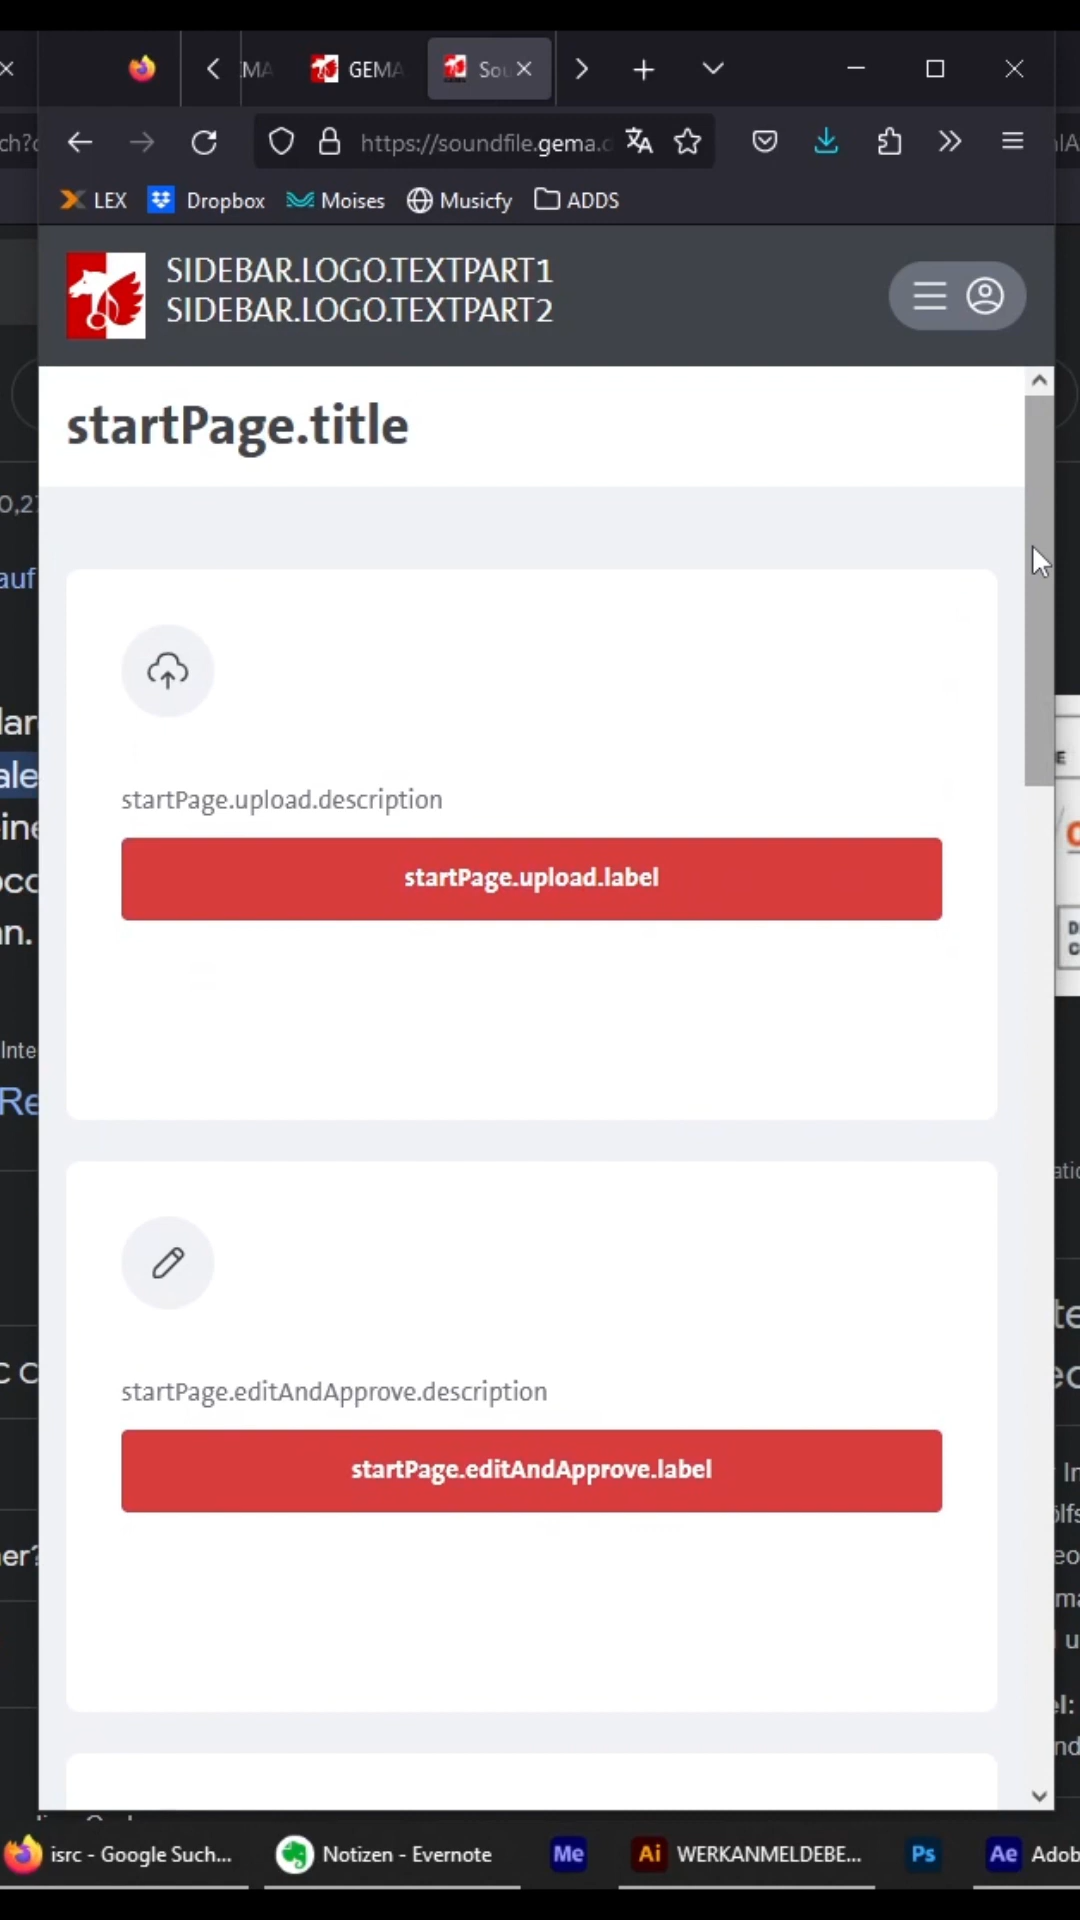 GEMA
Sou
https://soundfile.gema.
LEX
Dropbox
Moises
Musicfy
ADDS
SIDEBAR.LOGO.TEXTPART1
SIDEBAR.LOGO.TEXTPART2
startPage.title
startPage.upload.description
startPage.upload.label
startPage.editAndApprove.description
startPage.editAndApprove.label
isrc - Google Such...
Notizen - Evernote
Me
Ai WERKANMELDEBE...
Ps
Ae Adob